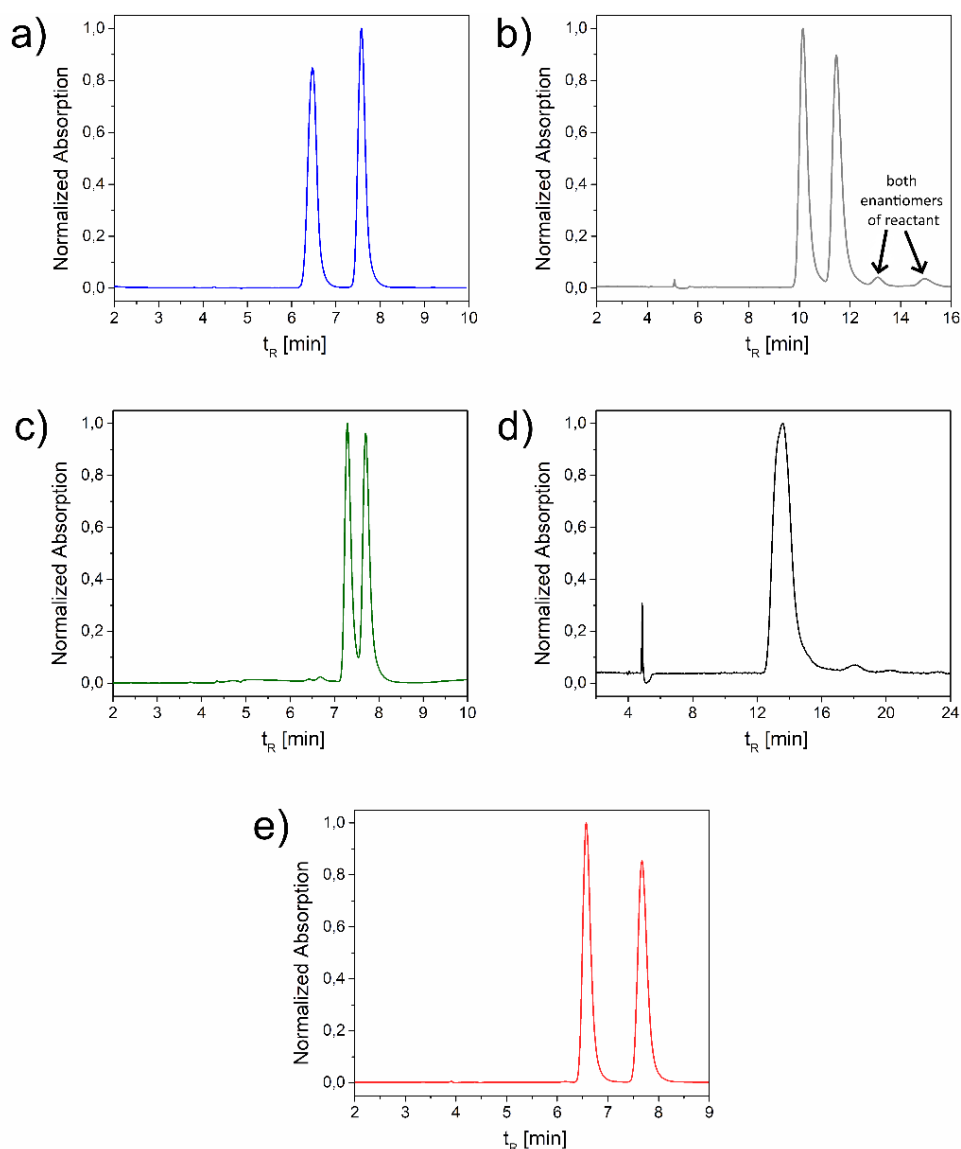 a)
1,0
0,8
0,6
0,4
0,2
0,0
Normalized Absorption
2 3 4 5 6 7 8 9 10
tR [min]
b)
1,0
0,8
0,6
0,4
0,2
0,0
Normalized Absorption
both
enantiomers
of reactant
2 4 6 8 10 12 14 16
tR [min]
c)
1,0
0,8
0,6
0,4
0,2
0,0
Normalized Absorption
2 3 4 5 6 7 8 9 10
tR [min]
d)
1,0
0,8
0,6
0,4
0,2
0,0
Normalized Absorption
4 8 12 16 20 24
tR [min]
e)
1,0
0,8
0,6
0,4
0,2
0,0
Normalized Absorption
2 3 4 5 6 7 8 9
tR [min]